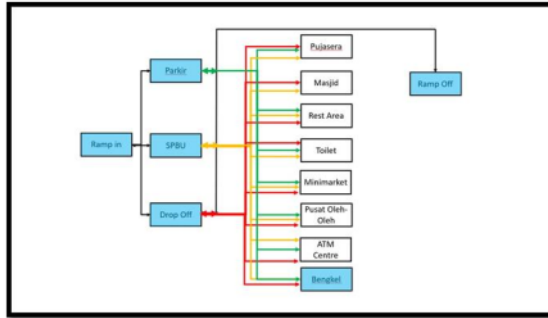 Pujasera
Parkir
Masjid
Ramp Off
Rest Area
Ramp in
SPBU
Toilet
Minimarket
Drop Off
Pusat Oleh-
Oleh
ATM
Centre
Bengkel